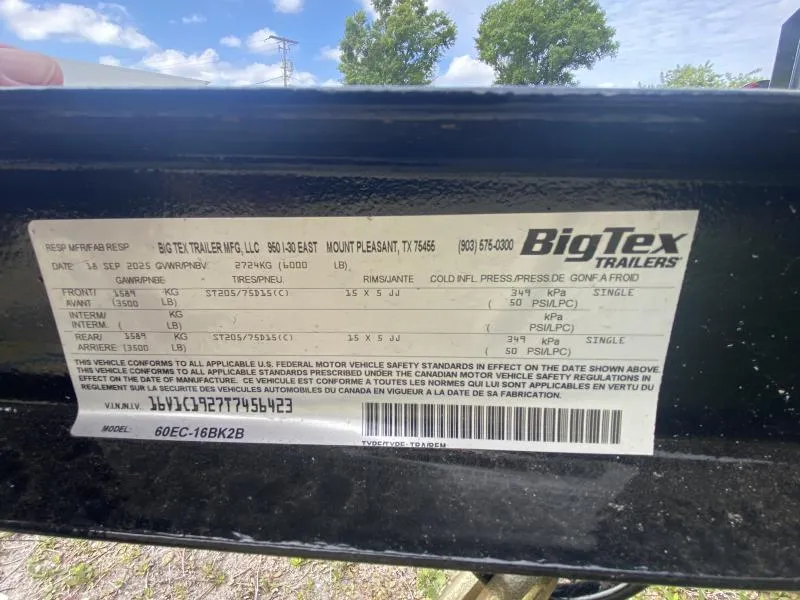 RESP MFR/FAB RESP BIG TEX TRAILER MFG, LLC 950 I-30 EAST MOUNT PLEASANT, TX 75455 (903) 575-0300 BigTex TRAILERS
DATE 18 SEP 2025 GVWR/PNBV 2724KG (6000 LB)
GAWR/PNBE TIRES/PNEU. RIMS/JANTE COLD INFL. PRESS./PRESS.DE GONF.A FROID
FRONT/ 1589 KG ST205/75D15(C) 15 X 5 JJ 349 kPa SINGLE
AVANT (3500 LB) ( 50 PSI/LPC)
INTERM/ KG kPa
INTERM. ( LB) ( PSI/LPC)
REAR/ 1589 KG ST205/75D15(C) 15 X 5 JJ 349 kPa SINGLE
ARRIERE (3500 LB) ( 50 PSI/LPC)
THIS VEHICLE CONFORMS TO ALL APPLICABLE U.S. FEDERAL MOTOR VEHICLE SAFETY STANDARDS IN EFFECT ON THE DATE OF MANUFACTURE. THIS VEHICLE CONFORMS
TO ALL APPLICABLE STANDARDS PRESCRIBED UNDER THE CANADIAN MOTOR VEHICLE SAFETY REGULATIONS IN
EFFECT ON THE DATE OF MANUFACTURE. CE VEHICULE EST CONFORME A TOUTES LES NORMES QUI LUI SONT APPLICABLES EN VERTU DU
REGLEMENT SUR LA SECURITE DES VEHICULES AUTOMOBILES DU CANADA EN VIGUEUR A LA DATE DE SA FABRICATION.
V.I.N./N.I.V. 16V1C1927T7456423
60EC-16BK2B
TYPE/TYPE: TRA/REM